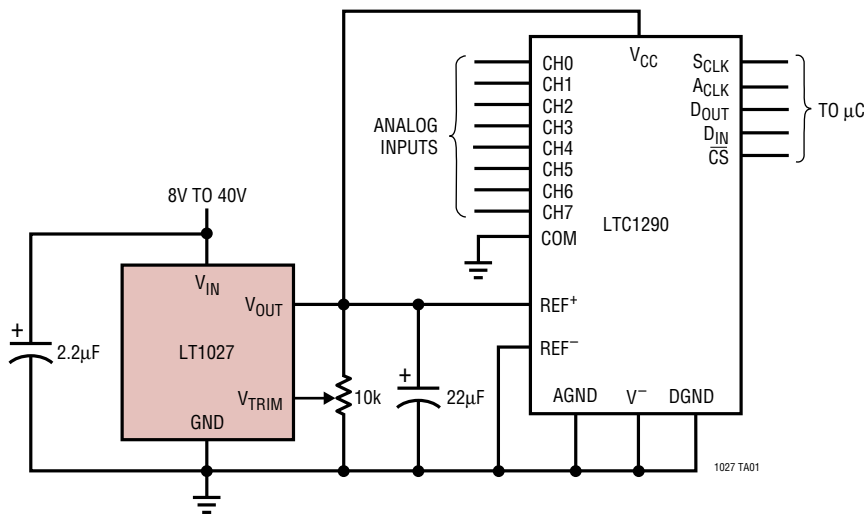 VCC
CH0
CH1
CH2
CH3
CH4
CH5
CH6
CH7
COM
REF+
REF−
ANALOG
INPUTS
SCLK
ACLK
DOUT
DIN
CS
TO µC
LTC1290
AGND
V−
DGND
8V TO 40V
VIN
VOUT
LT1027
VTRIM
GND
+
2.2µF
10k
+
22µF
1027 TA01